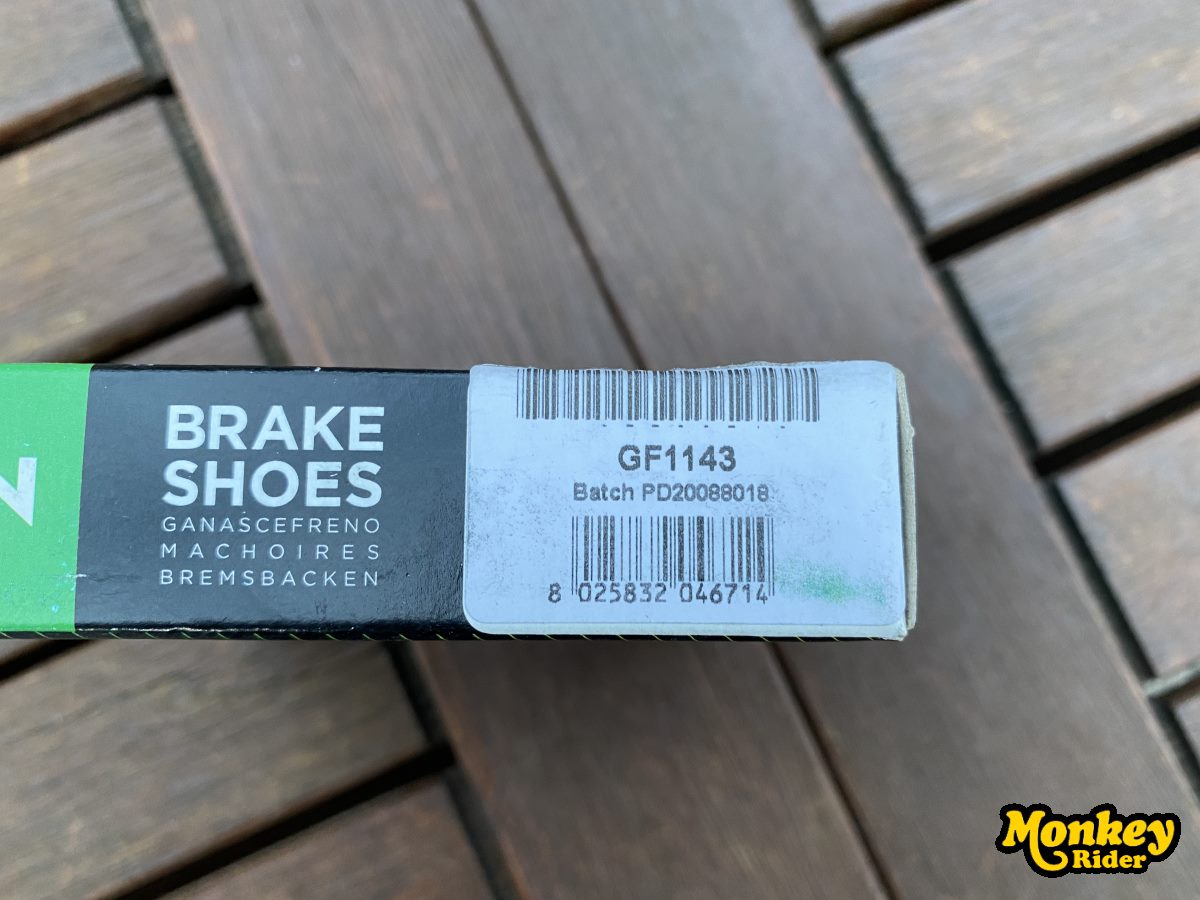 BRAKE
SHOES
GANASCEFRENO
MACHOIRES
BREMSBACKEN
GF1143
Batch PD20088018
8 025832 046714
Monkey
Rider